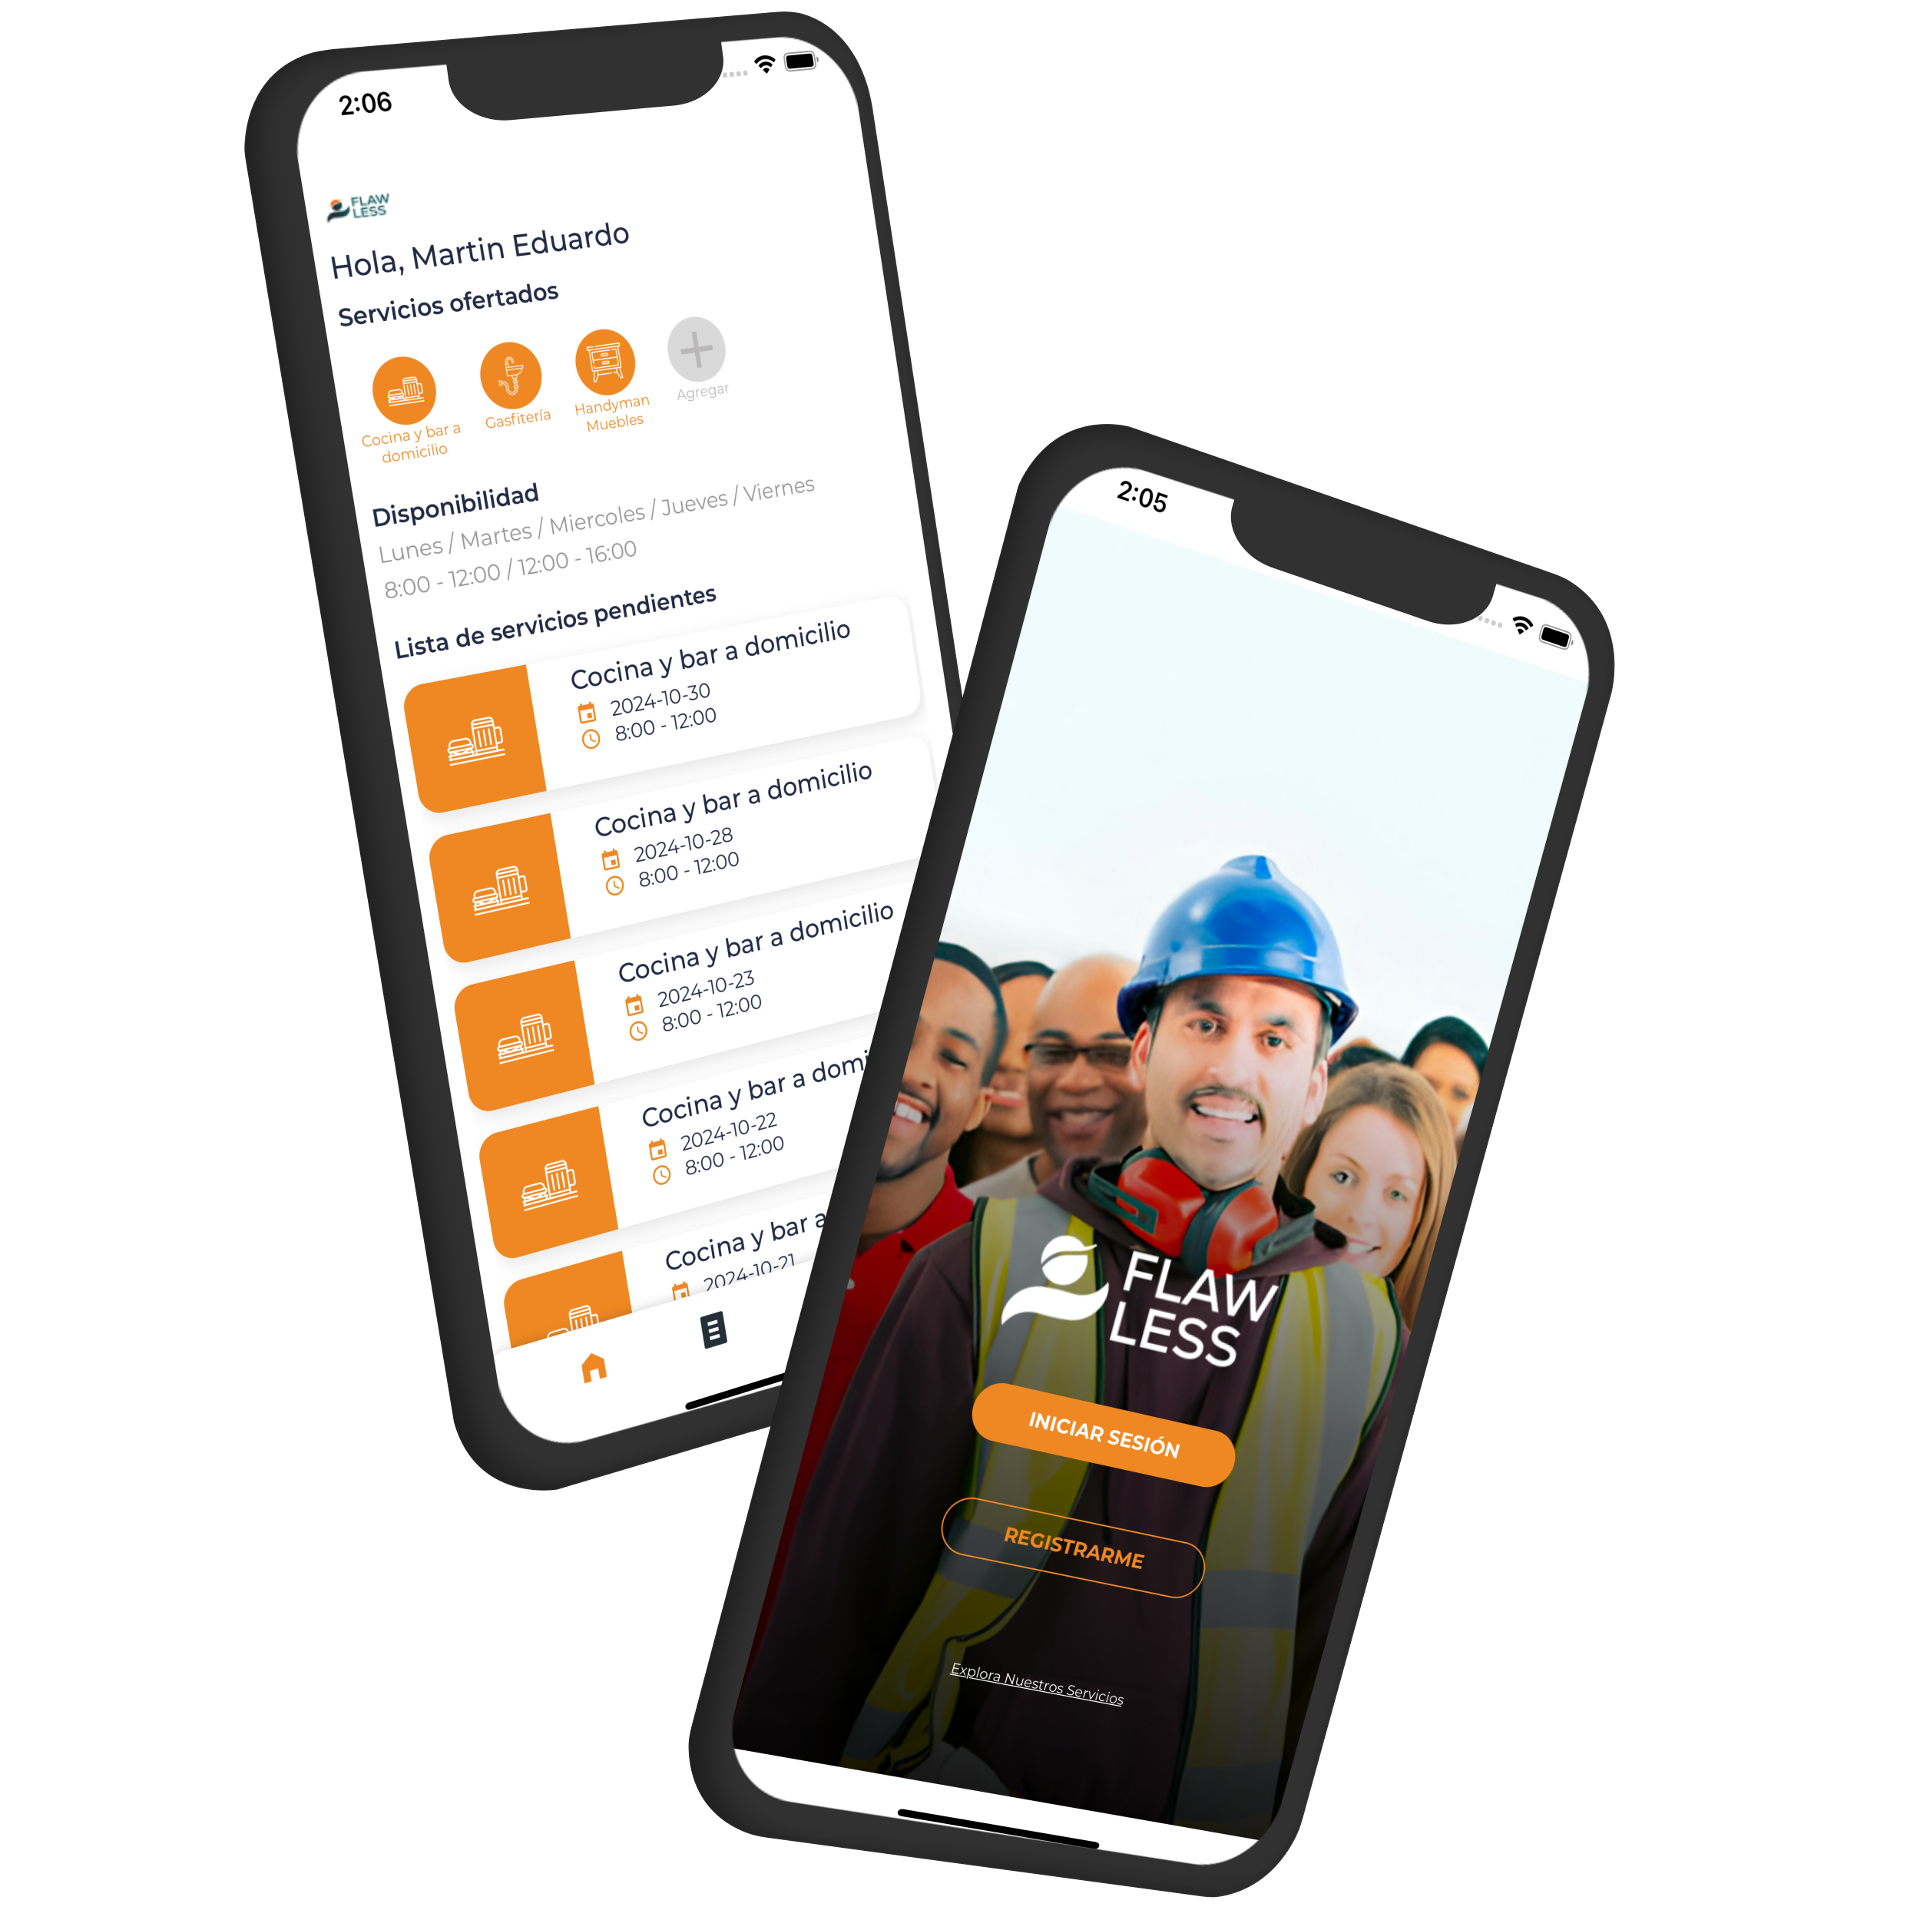 2:06
FLAW
LESS
Hola, Martin Eduardo
Servicios ofertados
Cocina y bar a
domicilio
Gasfitería
Handyman
Muebles
Agregar
Disponibilidad
Lunes / Martes / Miercoles / Jueves / Viernes
8:00 - 12:00 / 12:00 - 16:00
Lista de servicios pendientes
Cocina y bar a domicilio
2024-10-30
8:00 - 12:00
Cocina y bar a domicilio
2024-10-28
8:00 - 12:00
Cocina y bar a domicilio
2024-10-23
8:00 - 12:00
Cocina y bar a domi
2024-10-22
8:00 - 12:00
Cocina y bar a
2024-10-21
2:05
FLAW
LESS
INICIAR SESIÓN
REGISTRARME
Explora Nuestros Servicios